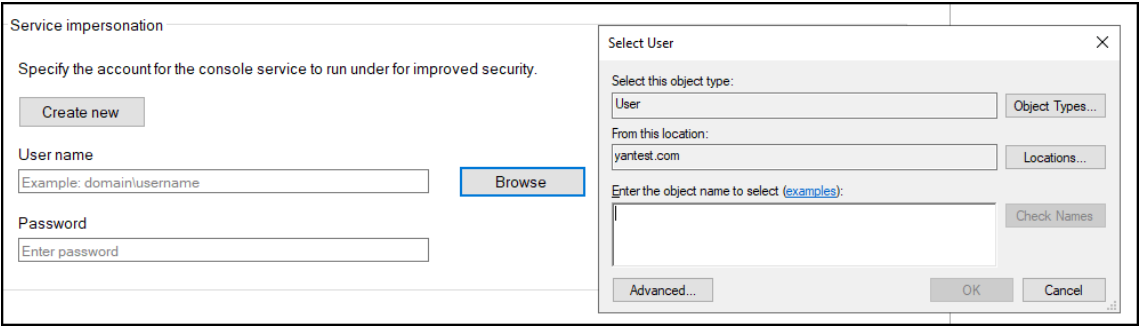 Service impersonation
Specify the account for the console service to run under for improved security.
Create new
User name
Example: domain\username
Browse
Password
Enter password
Select User
Select this object type:
User
Object Types...
From this location:
yantest.com
Locations...
Enter the object name to select (examples):
Check Names
Advanced...
OK
Cancel